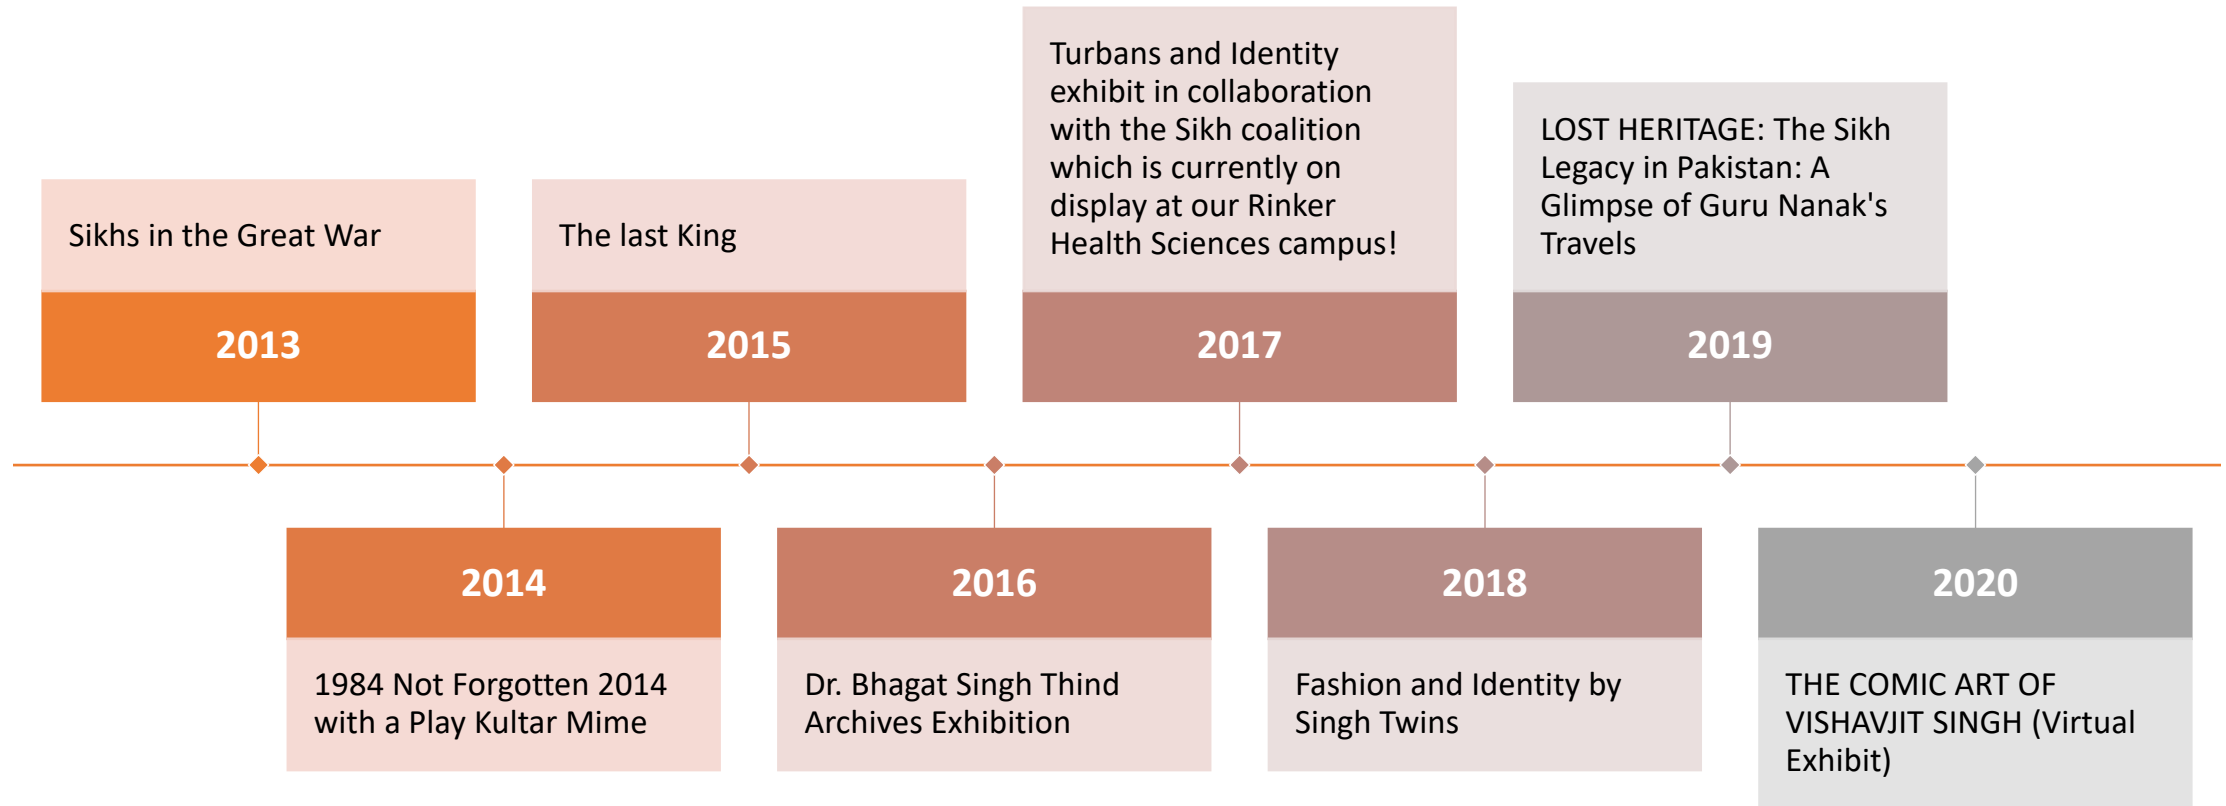 Sikhs in the Great War
2013
1984 Not Forgotten 2014
with a Play Kultar Mime
2014
The last King
2015
Dr. Bhagat Singh Thind
Archives Exhibition
2016
Turbans and Identity
exhibit in collaboration
with the Sikh coalition
which is currently on
display at our Rinker
Health Sciences campus!
2017
Fashion and Identity by
Singh Twins
2018
LOST HERITAGE: The Sikh
Legacy in Pakistan: A
Glimpse of Guru Nanak's
Travels
2019
2020
THE COMIC ART OF
VISHAVJIT SINGH (Virtual
Exhibit)